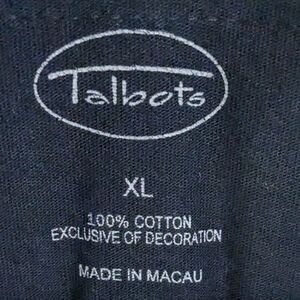 Talbots
XL
100% COTTON
EXCLUSIVE OF DECORATION
MADE IN MACAU